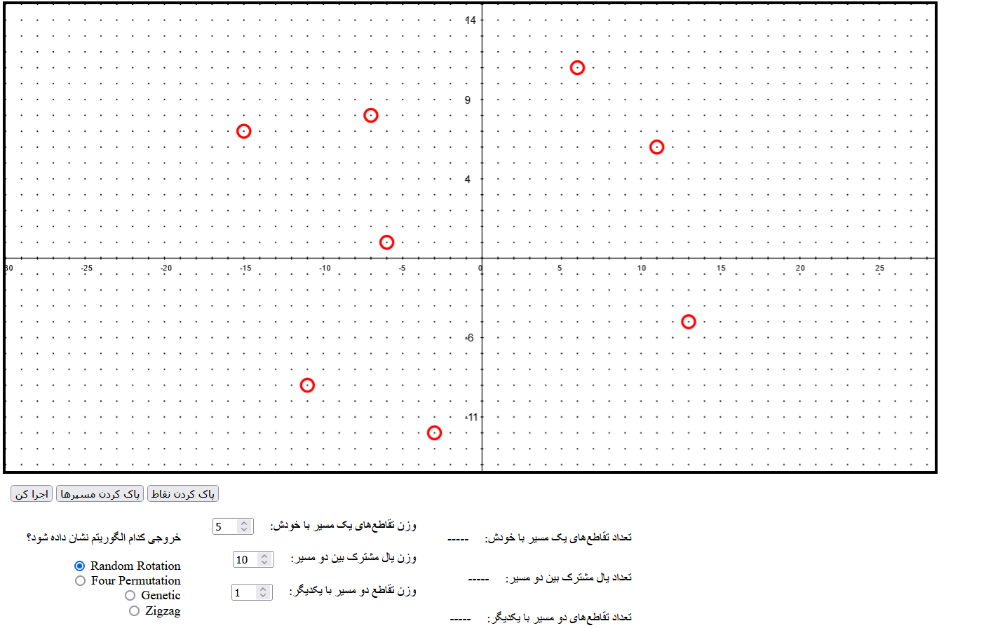 14
9
4
30 -25 -20 -15 -10 -5 0 5 10 15 20 25
-6
-11
اجرا کن پاک کردن مسیرها پاک کردن نقاط
خروجی کدام الگوریتم نشان داده شود؟
Random Rotation
Four Permutation
Genetic
Zigzag
وزن تقاطع‌های یک مسیر با خودش: 5
وزن یال مشترک بین دو مسیر: 10
وزن تقاطع دو مسیر با یکدیگر: 1
تعداد تقاطع‌های یک مسیر با خودش: -----
تعداد یال مشترک بین دو مسیر: -----
تعداد تقاطع‌های دو مسیر با یکدیگر: -----